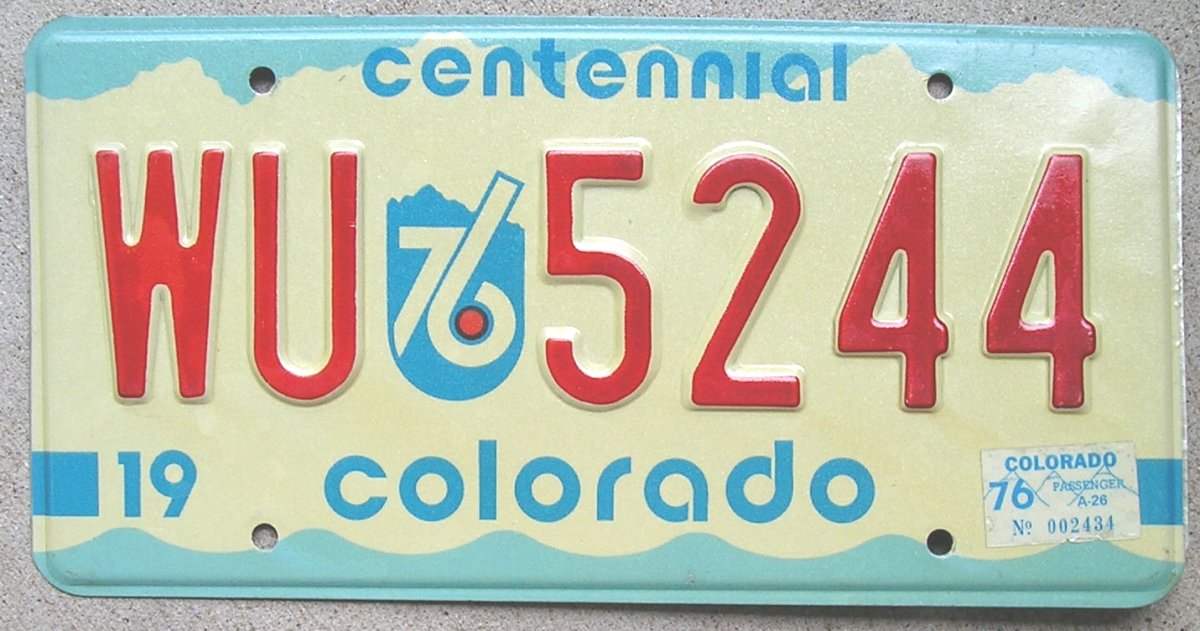 centennial
WU 76 5244
19 colorado
COLORADO
76 PASSENGER
A-26
Nº 002434